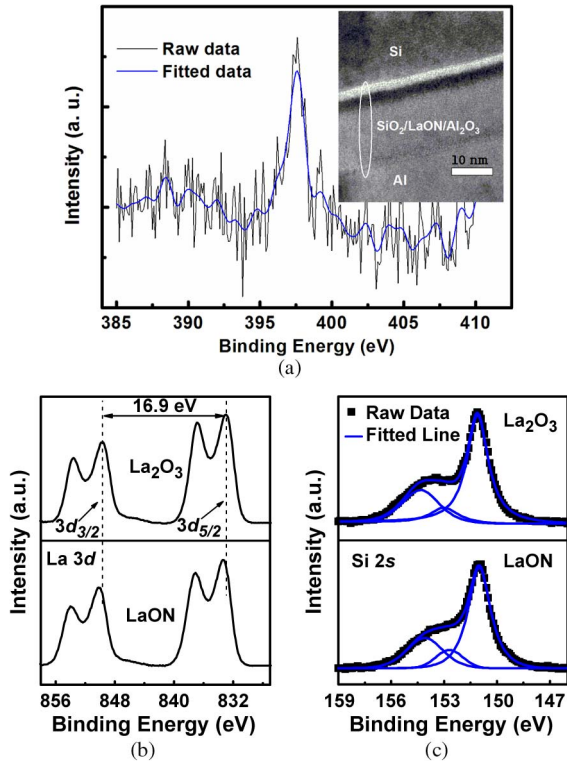 Raw data
Fitted data
Si
SiO2/LaON/Al2O3
10 nm
Al
Intensity (a. u.)
385 390 395 400 405 410
Binding Energy (eV)
(a)
16.9 eV
La2O3
3d3/2
3d5/2
La 3d
LaON
Intensity (a.u.)
856 848 840 832
Binding Energy (eV)
(b)
Raw Data
Fitted Line
La2O3
Si 2s
LaON
Intensity (a.u.)
159 156 153 150 147
Binding Energy (eV)
(c)